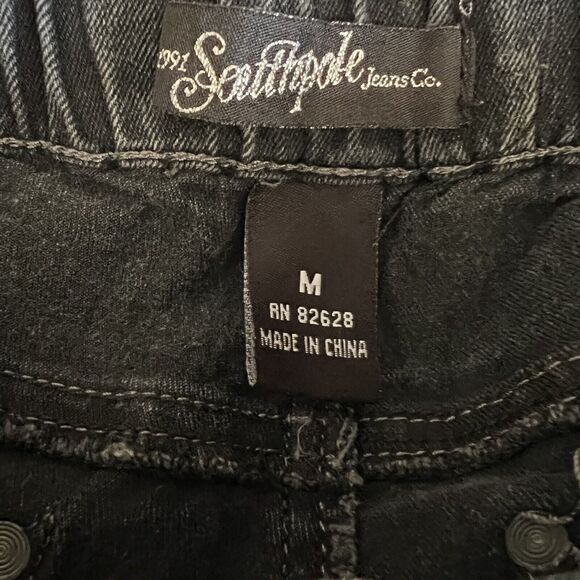 1991 Southpole Jeans Co.
M
RN 82628
MADE IN CHINA